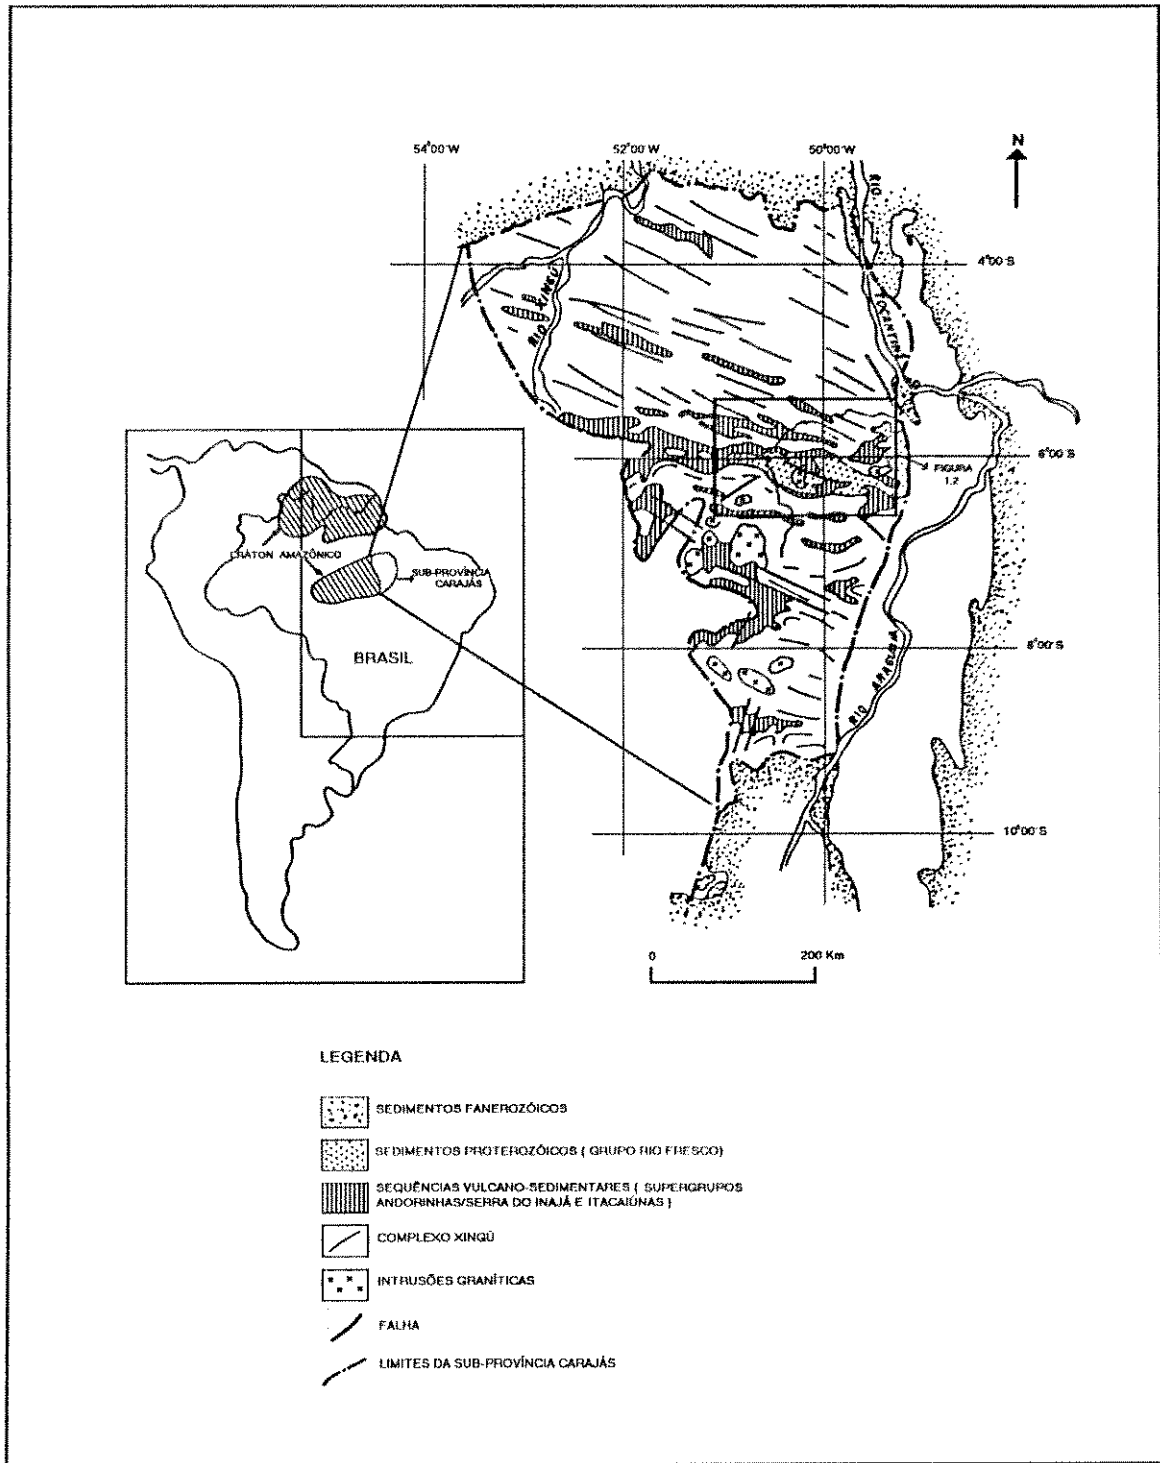 54°00'W
52°00'W
50°00'W
N
RIO
4°00'S
RIO XINGU
TOCANTINS
6°00'S
FIGURA
1.2
CRÁTON AMAZÔNICO
SUB-PROVÍNCIA
CARAJÁS
BRASIL
8°00'S
RIO ARAGUAIA
10°00'S
0
200 Km
LEGENDA
SEDIMENTOS FANEROZÓICOS
SEDIMENTOS PROTEROZÓICOS ( GRUPO RIO FRESCO)
SEQUÊNCIAS VULCANO-SEDIMENTARES ( SUPERGRUPOS
ANDORINHAS/SERRA DO INAJÁ E ITACAIÚNAS )
COMPLEXO XINGÚ
INTRUSÕES GRANÍTICAS
FALHA
LIMITES DA SUB-PROVÍNCIA CARAJÁS